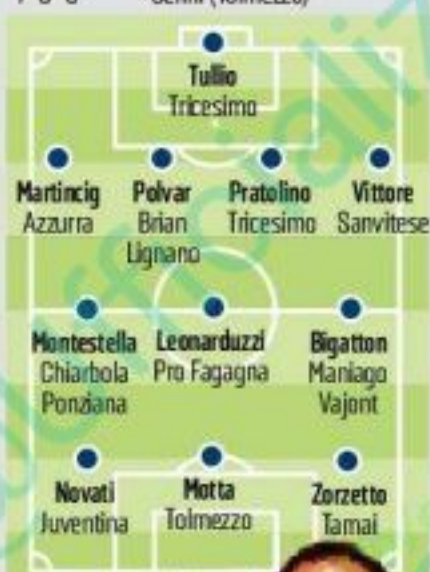 Tullio
Tricesimo
Martincig Polvar Pratolino Vittore
Azzurra Brian Tricesimo Sanvitese
Lignano
Montestella Leonarduzzi Bigatton
Chiarbola Pro Fagagna Maniago
Ponziana Vajont
Novati Motta Zorzetto
Juventina Tolmezzo Tamai